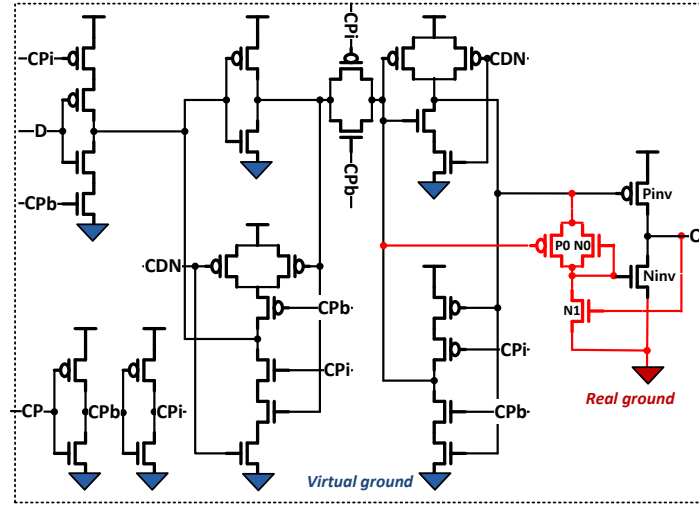 CPi
CPi
CDN
D
CPb
CPb
Pinv
P0 N0
Q
Ninv
CDN
CPb
N1
CPi
CPi
CP
CPb
CPi
CPb
Real ground
Virtual ground